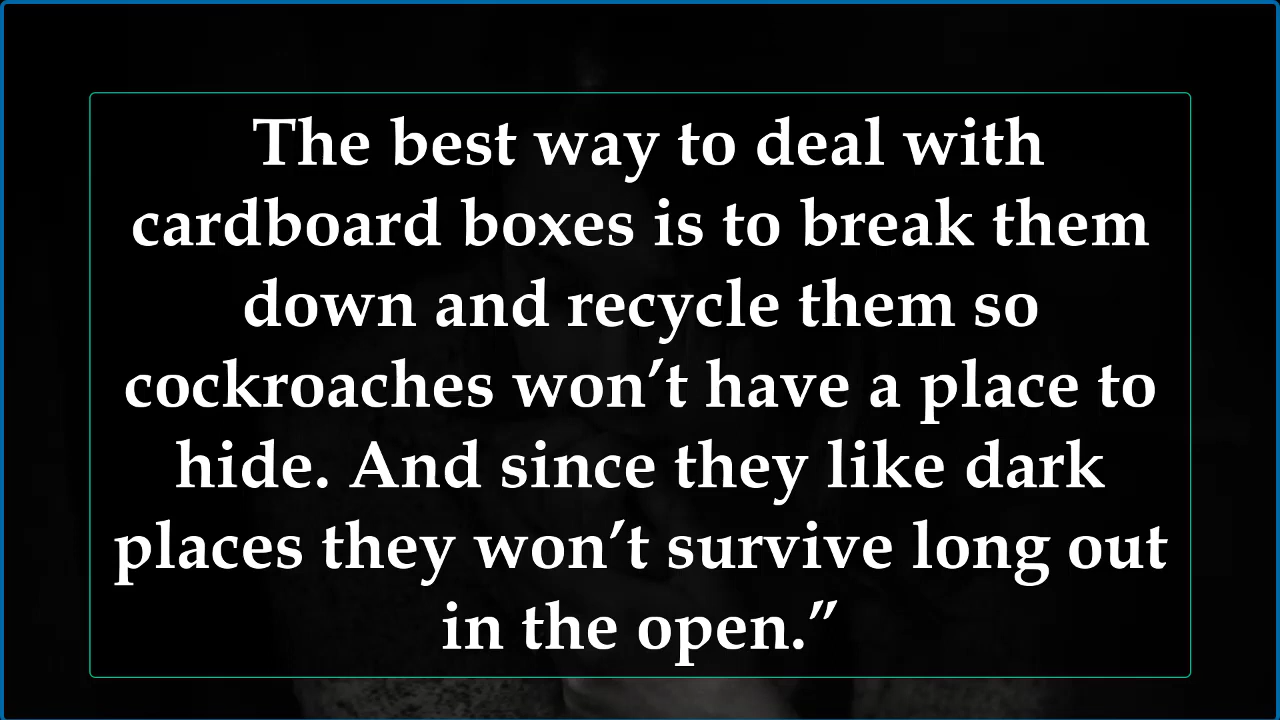 The best way to deal with
cardboard boxes is to break them
down and recycle them so
cockroaches won’t have a place to
hide. And since they like dark
places they won’t survive long out
in the open.”